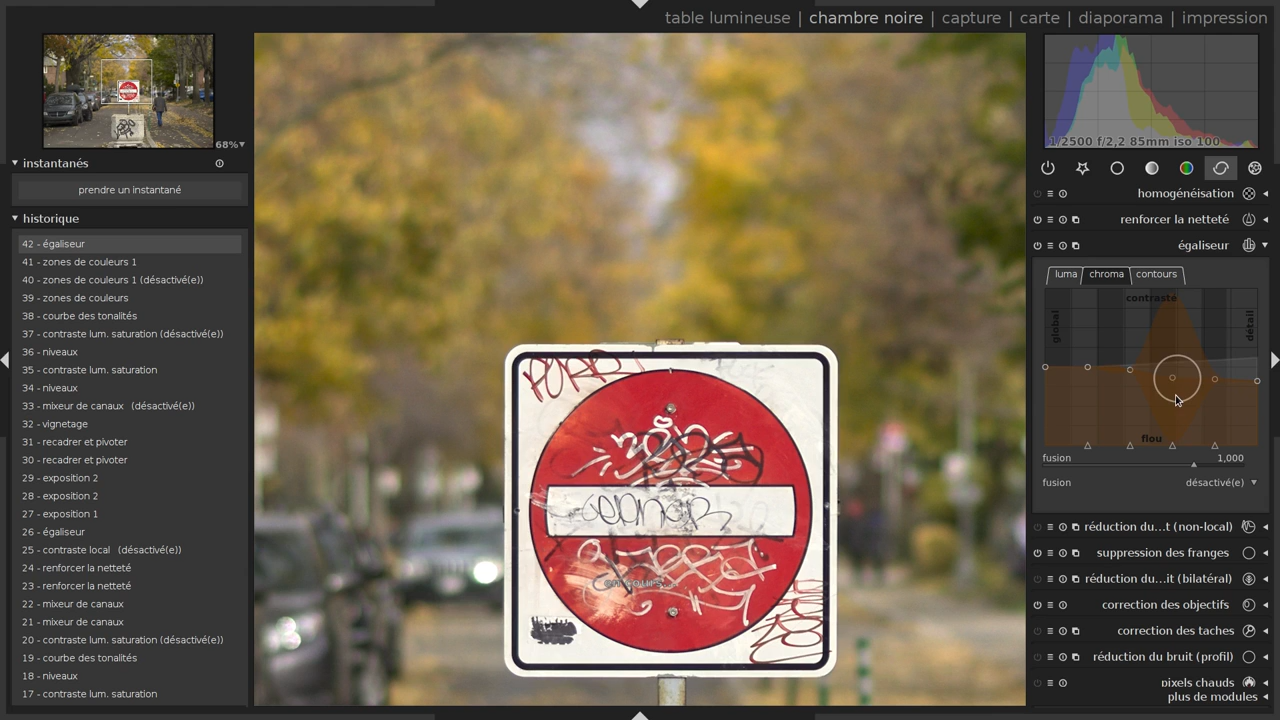 table lumineuse | chambre noire | capture | carte | diaporama | impression
68%
instantanés
prendre un instantané
historique
42 - égaliseur
41 - zones de couleurs 1
40 - zones de couleurs 1 (désactivé(e))
39 - zones de couleurs
38 - courbe des tonalités
37 - contraste lum. saturation (désactivé(e))
36 - niveaux
35 - contraste lum. saturation
34 - niveaux
33 - mixeur de canaux (désactivé(e))
32 - vignetage
31 - recadrer et pivoter
30 - recadrer et pivoter
29 - exposition 2
28 - exposition 2
27 - exposition 1
26 - égaliseur
25 - contraste local (désactivé(e))
24 - renforcer la netteté
23 - renforcer la netteté
22 - mixeur de canaux
21 - mixeur de canaux
20 - contraste lum. saturation (désactivé(e))
19 - courbe des tonalités
18 - niveaux
17 - contraste lum. saturation
en cours...
1/2500 f/2,2 85mm iso 100
homogénéisation
renforcer la netteté
égaliseur
luma chroma contours
contraste
global
détail
flou
fusion 1,000
fusion désactivé(e)
réduction du...t (non-local)
suppression des franges
réduction du...it (bilatéral)
correction des objectifs
correction des taches
réduction du bruit (profil)
pixels chauds
plus de modules